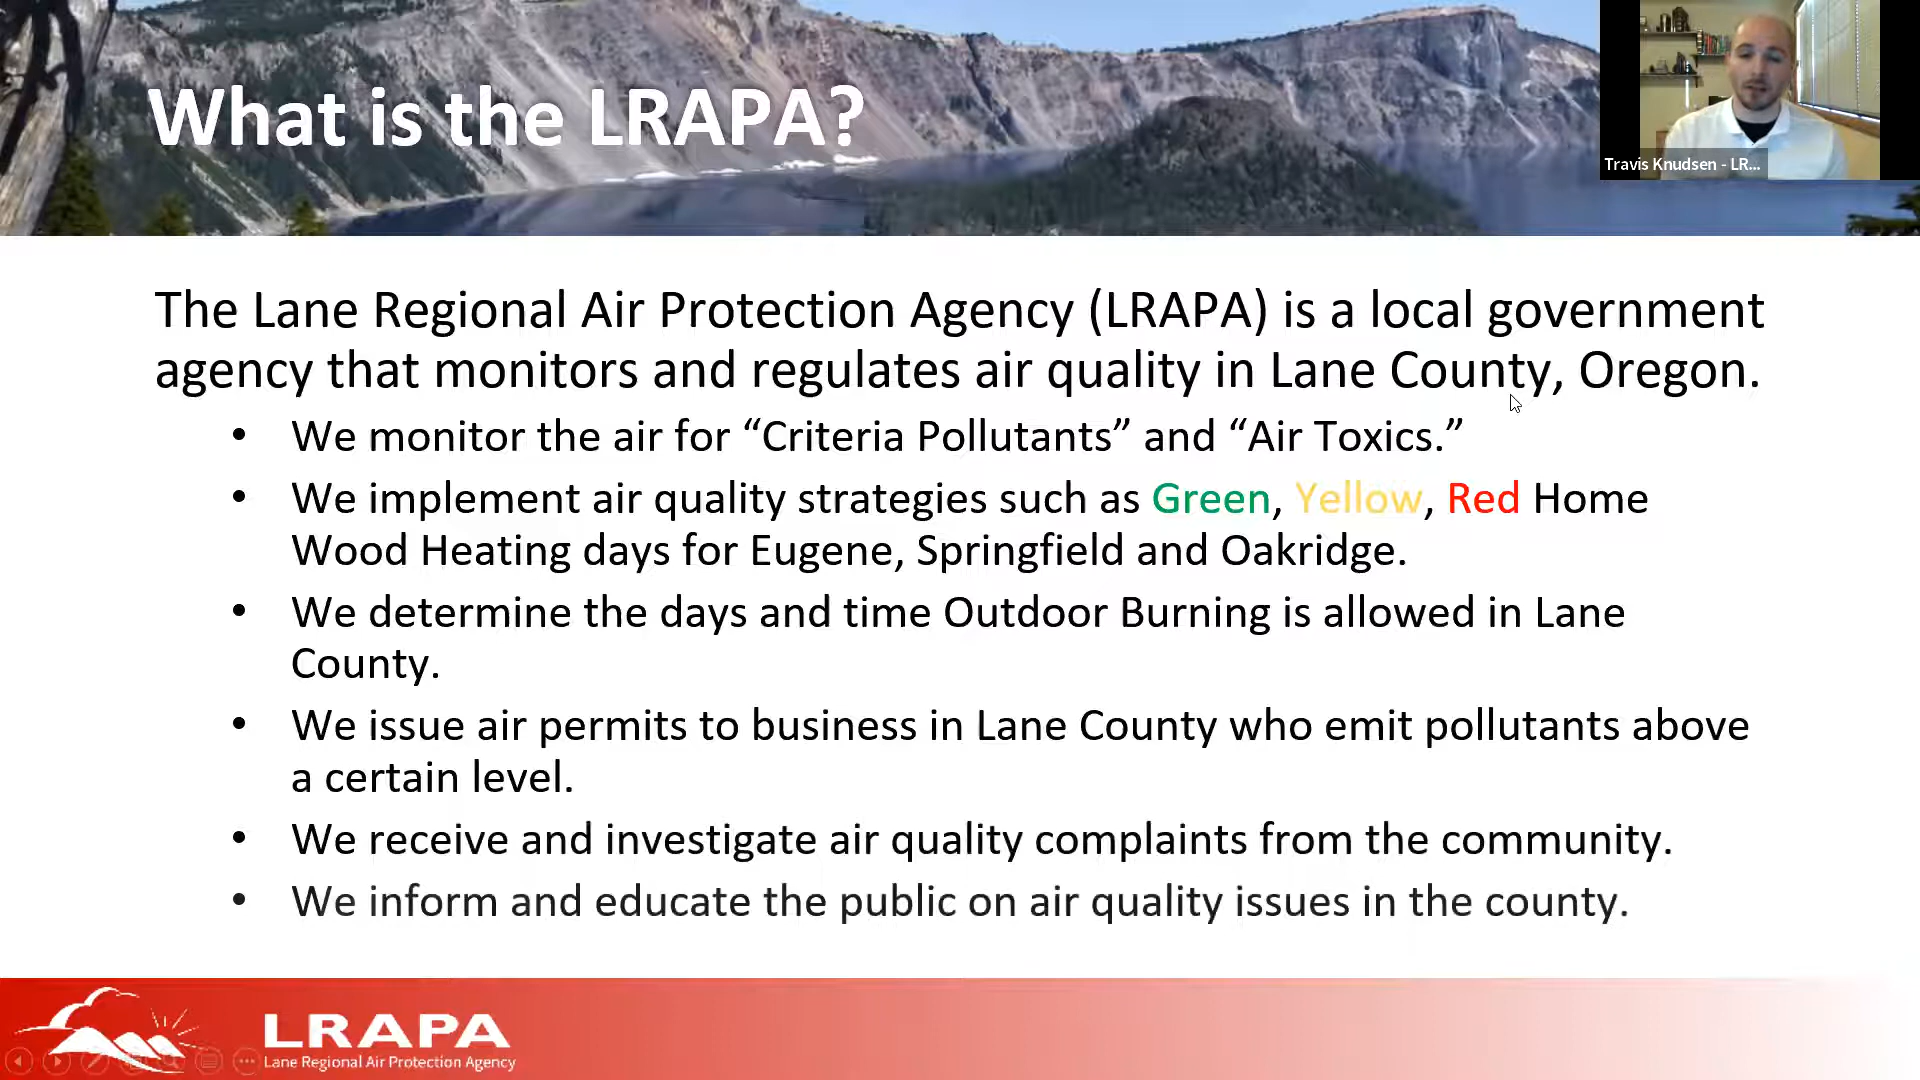 What is the LRAPA?
Travis Knudsen - LR...
The Lane Regional Air Protection Agency (LRAPA) is a local government
agency that monitors and regulates air quality in Lane County, Oregon.
• We monitor the air for “Criteria Pollutants” and “Air Toxics.”
• We implement air quality strategies such as Green, Yellow, Red Home
Wood Heating days for Eugene, Springfield and Oakridge.
• We determine the days and time Outdoor Burning is allowed in Lane
County.
• We issue air permits to business in Lane County who emit pollutants above
a certain level.
• We receive and investigate air quality complaints from the community.
• We inform and educate the public on air quality issues in the county.
LRAPA
Lane Regional Air Protection Agency